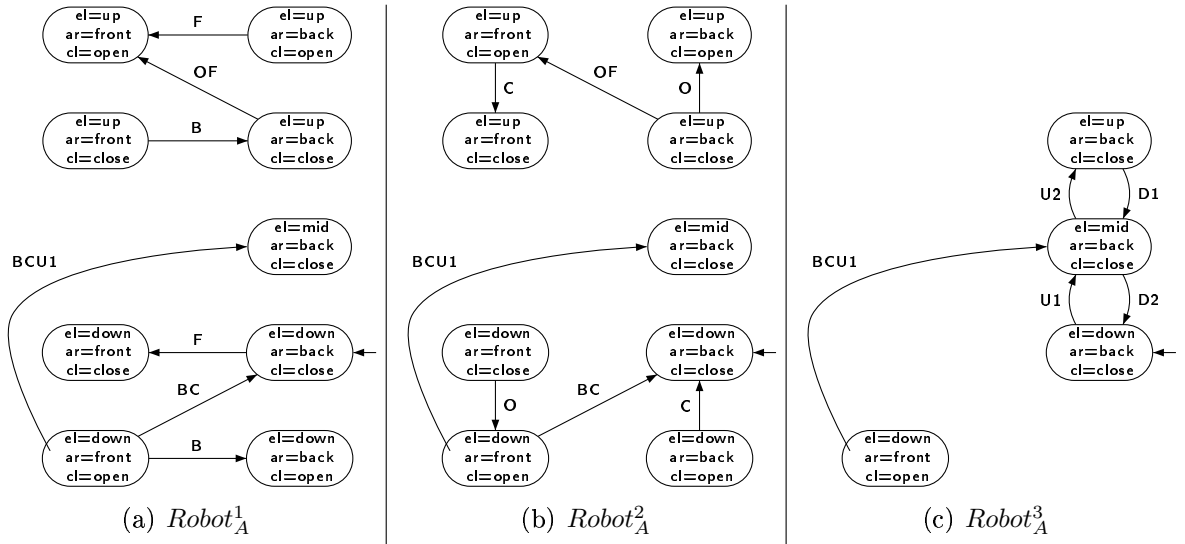 el=up
ar=front
cl=open
F
el=up
ar=back
cl=open
OF
el=up
ar=front
cl=close
B
el=up
ar=back
cl=close
BCU1
el=mid
ar=back
cl=close
el=down
ar=front
cl=close
F
el=down
ar=back
cl=close
BC
el=down
ar=front
cl=open
B
el=down
ar=back
cl=open
(a) Robot¹_A
el=up
ar=front
cl=open
el=up
ar=back
cl=open
OF
C
O
el=up
ar=front
cl=close
el=up
ar=back
cl=close
BCU1
el=mid
ar=back
cl=close
el=down
ar=front
cl=close
el=down
ar=back
cl=close
BC
O
C
el=down
ar=front
cl=open
el=down
ar=back
cl=open
(b) Robot²_A
el=up
ar=back
cl=close
U2
D1
BCU1
el=mid
ar=back
cl=close
U1
D2
el=down
ar=back
cl=close
el=down
ar=front
cl=open
(c) Robot³_A